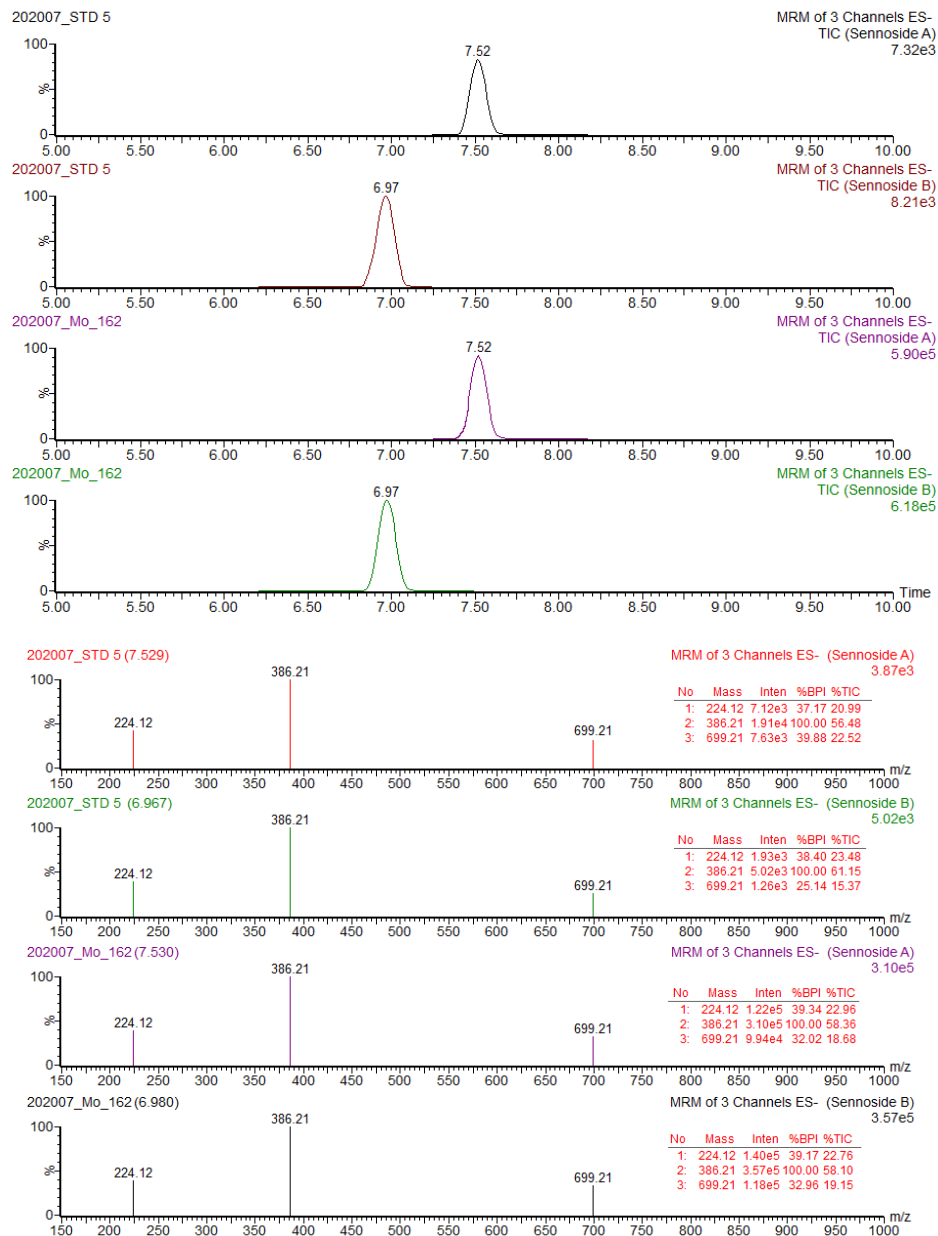 202007_STD 5
MRM of 3 Channels ES-
TIC (Sennoside A)
7.32e3
7.52
100
%
0
5.00 5.50 6.00 6.50 7.00 7.50 8.00 8.50 9.00 9.50 10.00
202007_STD 5
MRM of 3 Channels ES-
TIC (Sennoside B)
8.21e3
6.97
100
%
0
5.00 5.50 6.00 6.50 7.00 7.50 8.00 8.50 9.00 9.50 10.00
202007_Mo_162
MRM of 3 Channels ES-
TIC (Sennoside A)
5.90e5
7.52
100
%
0
5.00 5.50 6.00 6.50 7.00 7.50 8.00 8.50 9.00 9.50 10.00
202007_Mo_162
MRM of 3 Channels ES-
TIC (Sennoside B)
6.18e5
6.97
100
%
0
Time
5.00 5.50 6.00 6.50 7.00 7.50 8.00 8.50 9.00 9.50 10.00
202007_STD 5 (7.529)
MRM of 3 Channels ES- (Sennoside A)
3.87e3
386.21
100
%
0
224.12
699.21
No Mass Inten %BPI %TIC
1: 224.12 7.12e3 37.17 20.99
2: 386.21 1.91e4 100.00 56.48
3: 699.21 7.63e3 39.88 22.52
m/z
150 200 250 300 350 400 450 500 550 600 650 700 750 800 850 900 950 1000
202007_STD 5 (6.967)
MRM of 3 Channels ES- (Sennoside B)
5.02e3
386.21
100
%
0
224.12
699.21
No Mass Inten %BPI %TIC
1: 224.12 1.93e3 38.40 23.48
2: 386.21 5.02e3 100.00 61.15
3: 699.21 1.26e3 25.14 15.37
m/z
150 200 250 300 350 400 450 500 550 600 650 700 750 800 850 900 950 1000
202007_Mo_162 (7.530)
MRM of 3 Channels ES- (Sennoside A)
3.10e5
386.21
100
%
0
224.12
699.21
No Mass Inten %BPI %TIC
1: 224.12 1.22e5 39.34 22.96
2: 386.21 3.10e5 100.00 58.36
3: 699.21 9.94e4 32.02 18.68
m/z
150 200 250 300 350 400 450 500 550 600 650 700 750 800 850 900 950 1000
202007_Mo_162 (6.980)
MRM of 3 Channels ES- (Sennoside B)
3.57e5
386.21
100
%
0
224.12
699.21
No Mass Inten %BPI %TIC
1: 224.12 1.40e5 39.17 22.76
2: 386.21 3.57e5 100.00 58.10
3: 699.21 1.18e5 32.96 19.15
m/z
150 200 250 300 350 400 450 500 550 600 650 700 750 800 850 900 950 1000